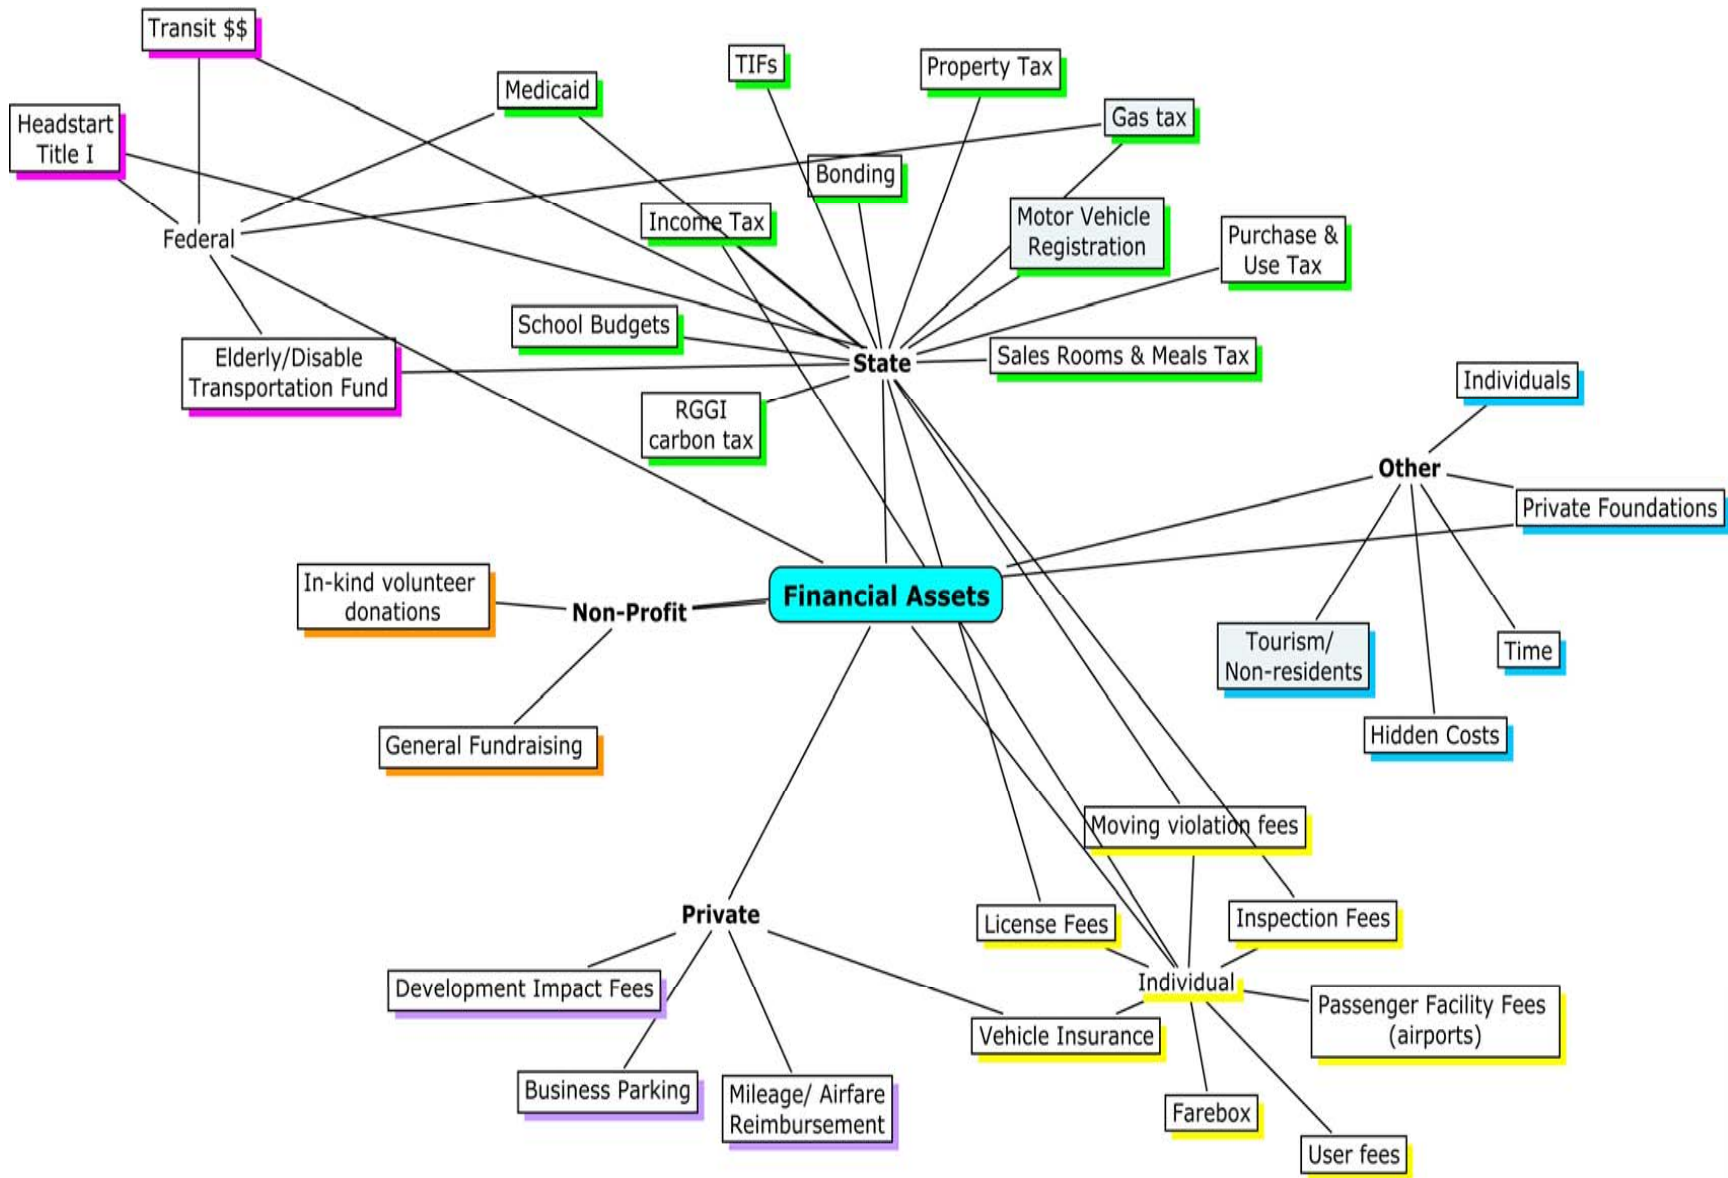 Transit $$
TIFs
Property Tax
Medicaid
Headstart
Title I
Gas tax
Bonding
Income Tax
Motor Vehicle
Registration
Purchase &
Use Tax
Federal
School Budgets
Elderly/Disable
Transportation Fund
State
Sales Rooms & Meals Tax
RGGI
carbon tax
Individuals
Other
Private Foundations
In-kind volunteer
donations
Non-Profit
Financial Assets
Tourism/
Non-residents
Time
Hidden Costs
General Fundraising
Moving violation fees
Private
License Fees
Inspection Fees
Development Impact Fees
Individual
Vehicle Insurance
Passenger Facility Fees
(airports)
Business Parking
Mileage/ Airfare
Reimbursement
Farebox
User fees